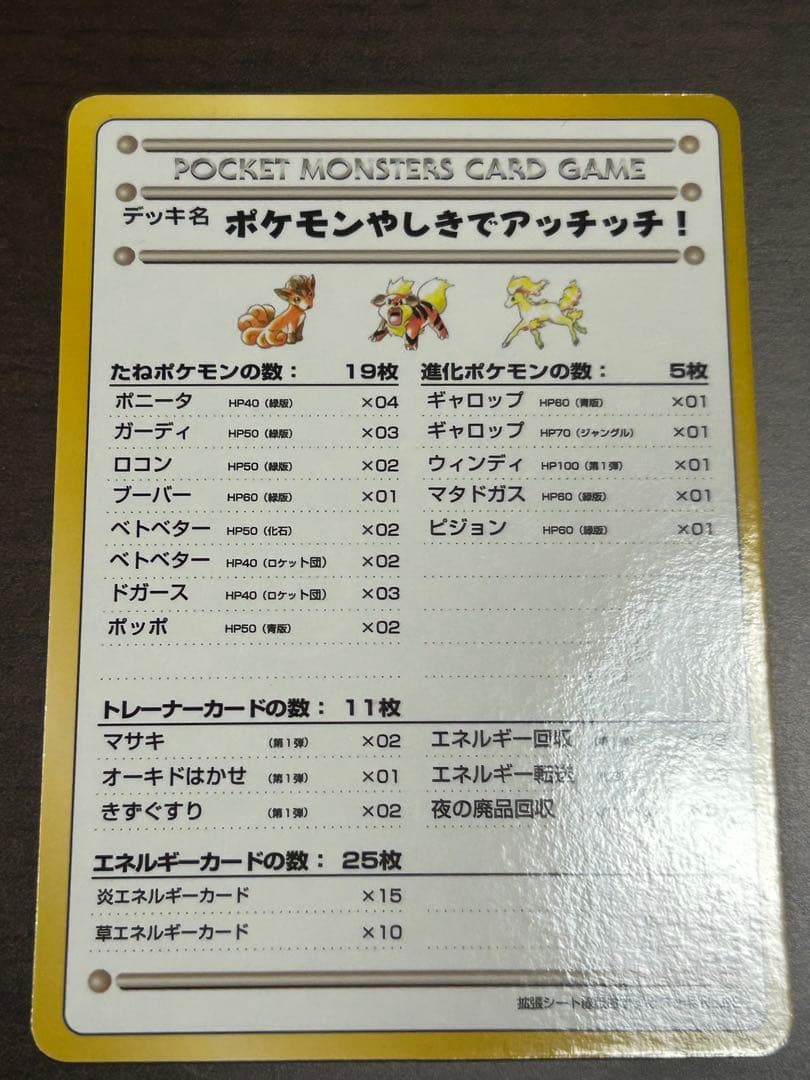 POCKET MONSTERS CARD GAME
デッキ名 ポケモンやしきでアッチッチ！
たねポケモンの数： 19枚 進化ポケモンの数： 5枚
ポニータ HP40（緑版） ×04 ギャロップ HP60（青版） ×01
ガーディ HP50（緑版） ×03 ギャロップ HP70（ジャングル） ×01
ロコン HP50（緑版） ×02 ウィンディ HP100（第1弾） ×01
ブーバー HP60（緑版） ×01 マタドガス HP60（緑版） ×01
ベトベター HP50（化石） ×02 ピジョン HP60（緑版） ×01
ベトベター HP40（ロケット団） ×02
ドガース HP40（ロケット団） ×03
ポッポ HP50（青版） ×02
トレーナーカードの数： 11枚
マサキ （第1弾） ×02 エネルギー回収
オーキドはかせ （第1弾） ×01 エネルギー転送
きずぐすり （第1弾） ×02 夜の廃品回収
エネルギーカードの数： 25枚
炎エネルギーカード ×15
草エネルギーカード ×10
拡張シート